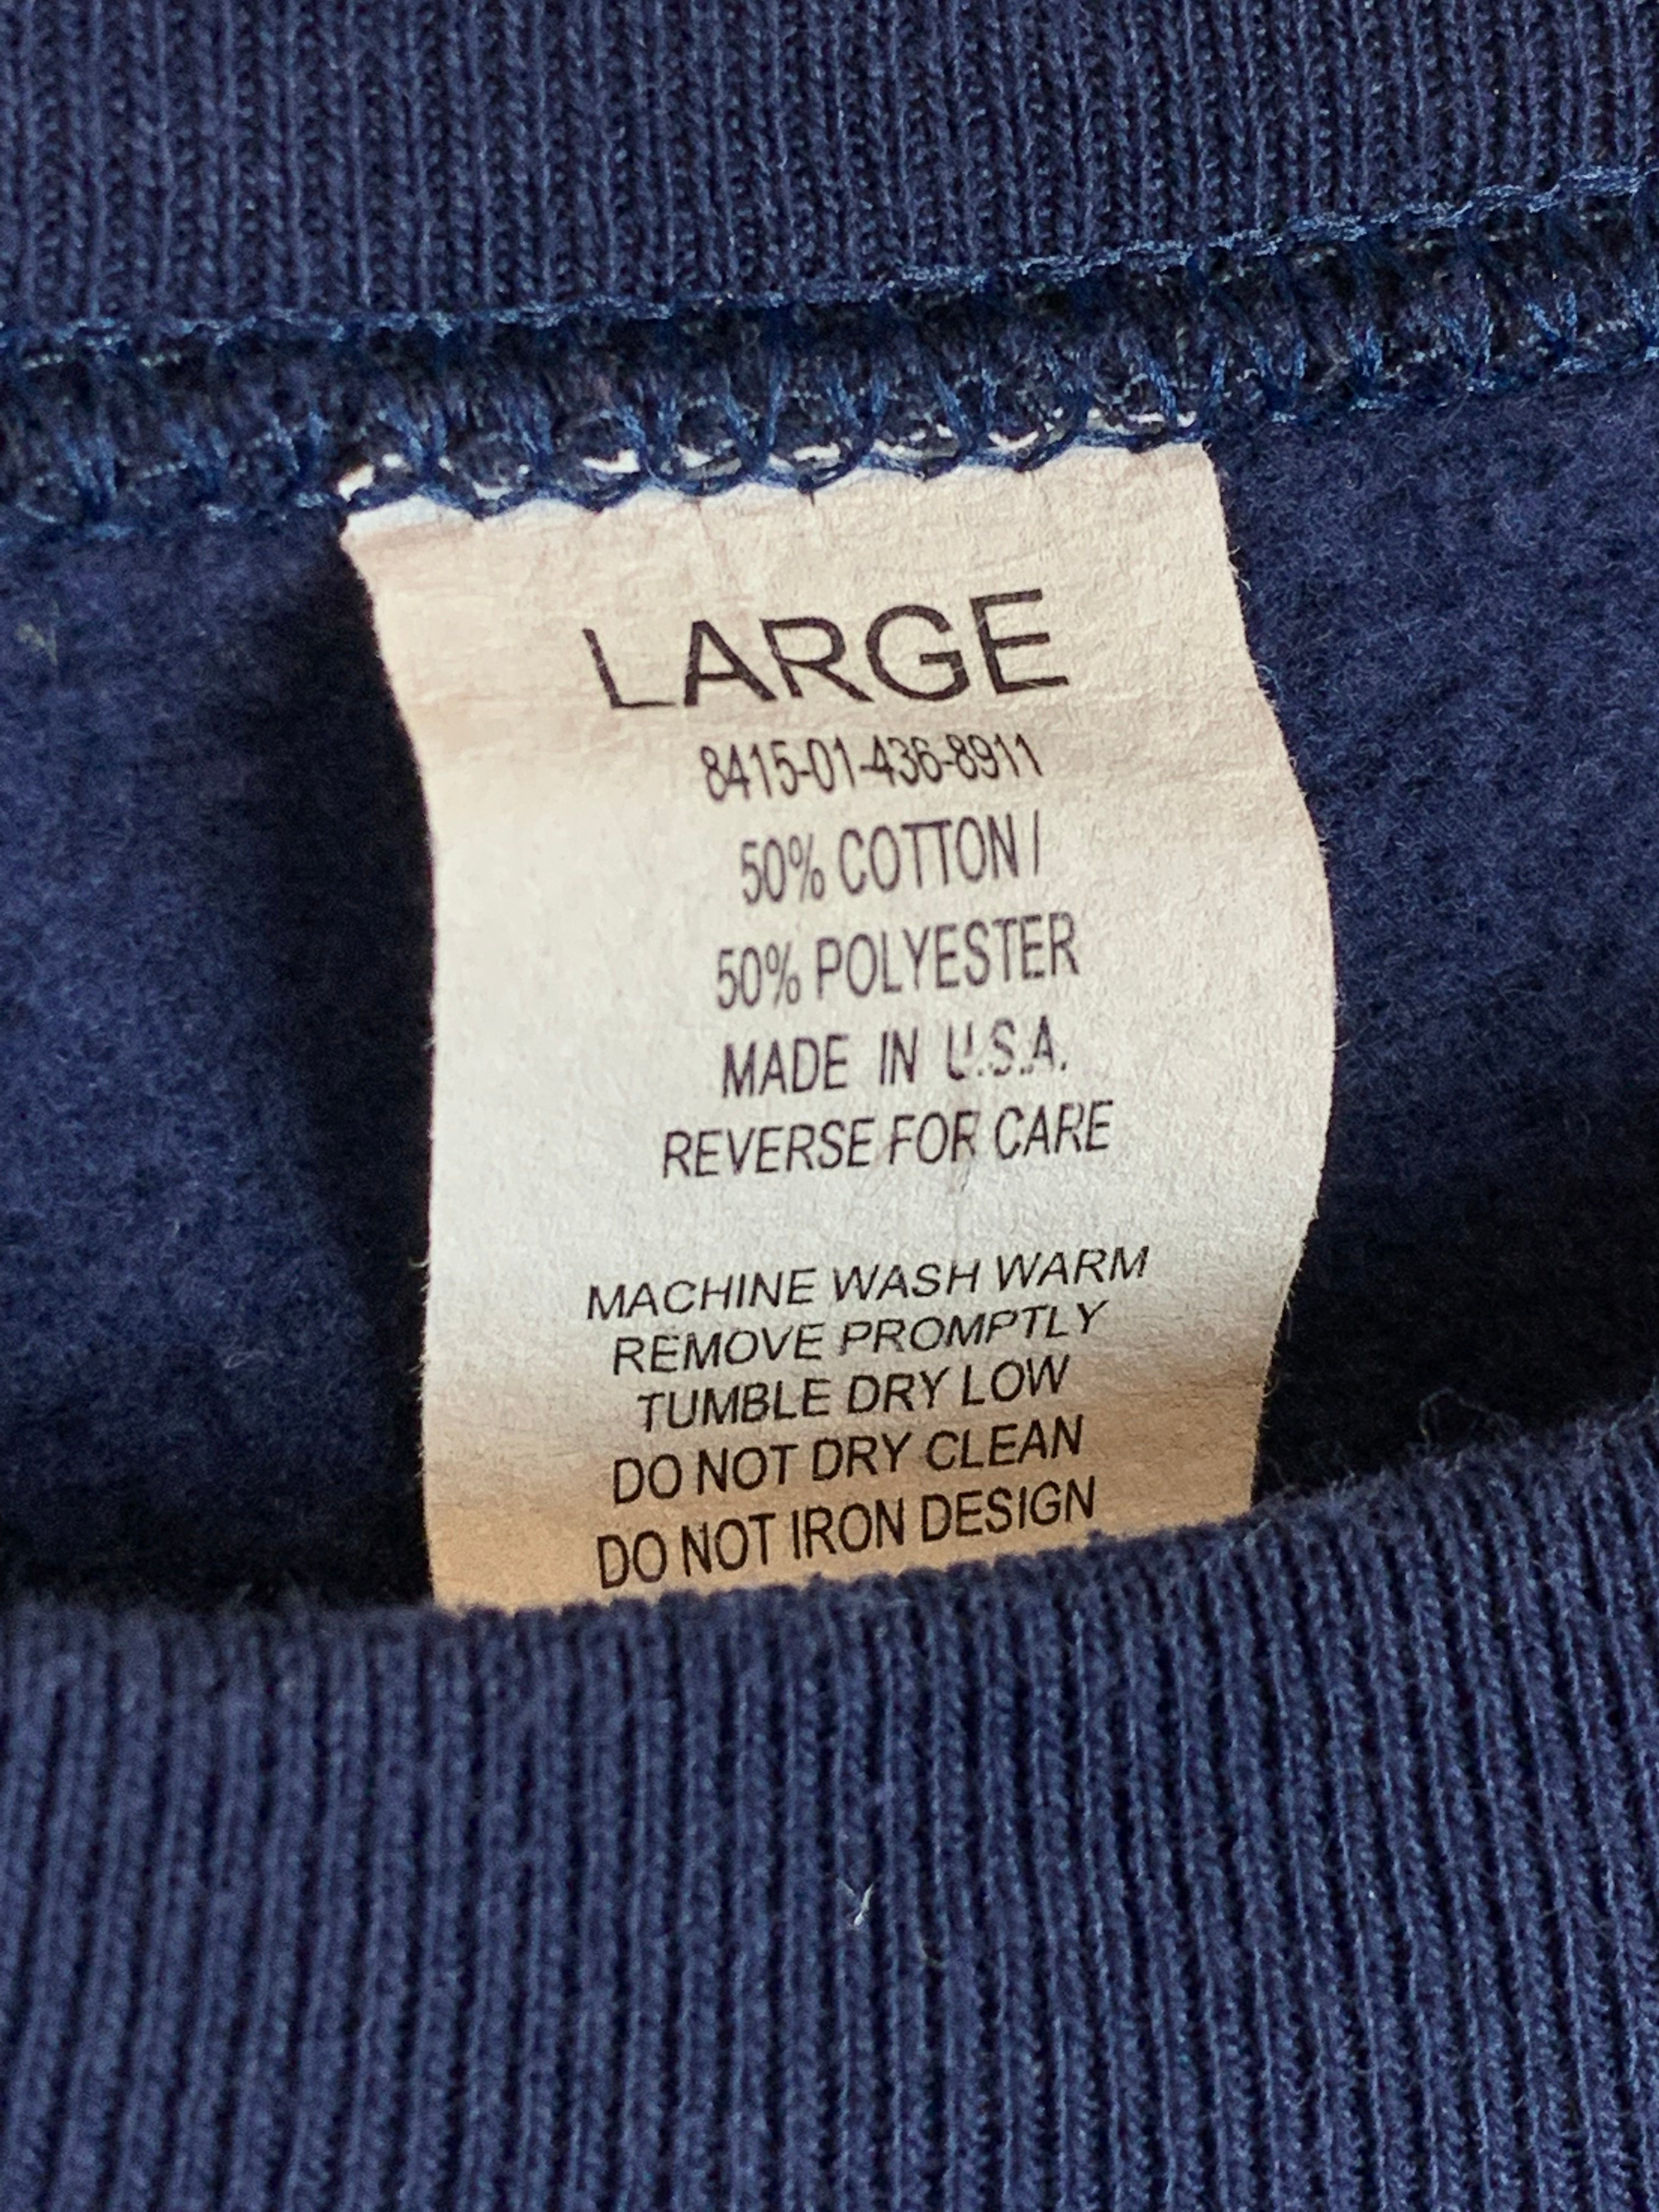 LARGE
8415-01-436-8911
50% COTTON /
50% POLYESTER
MADE IN U.S.A.
REVERSE FOR CARE
MACHINE WASH WARM
REMOVE PROMPTLY
TUMBLE DRY LOW
DO NOT DRY CLEAN
DO NOT IRON DESIGN